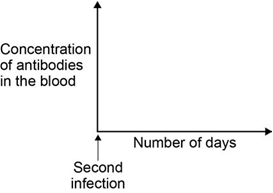 Concentration
of antibodies
in the blood
Number of days
Second
infection